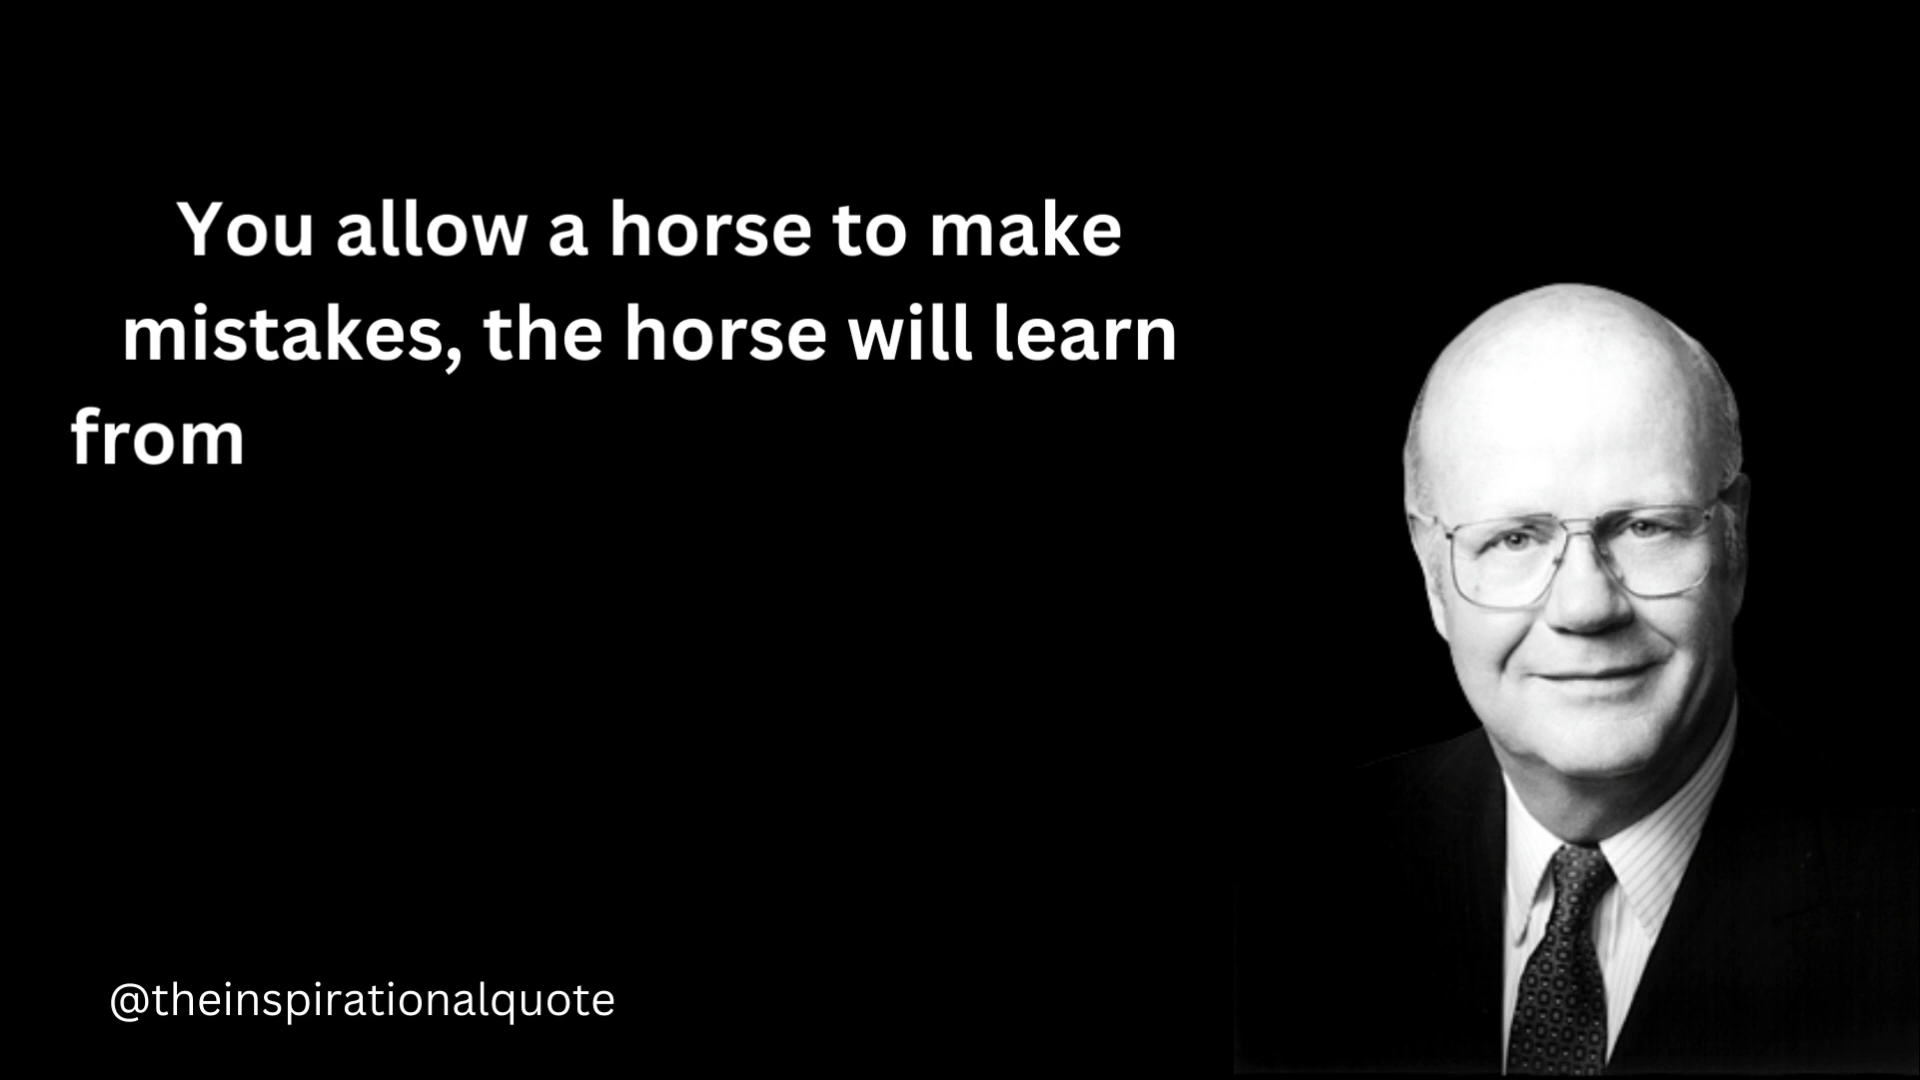 You allow a horse to make
mistakes, the horse will learn
from
@theinspirationalquote